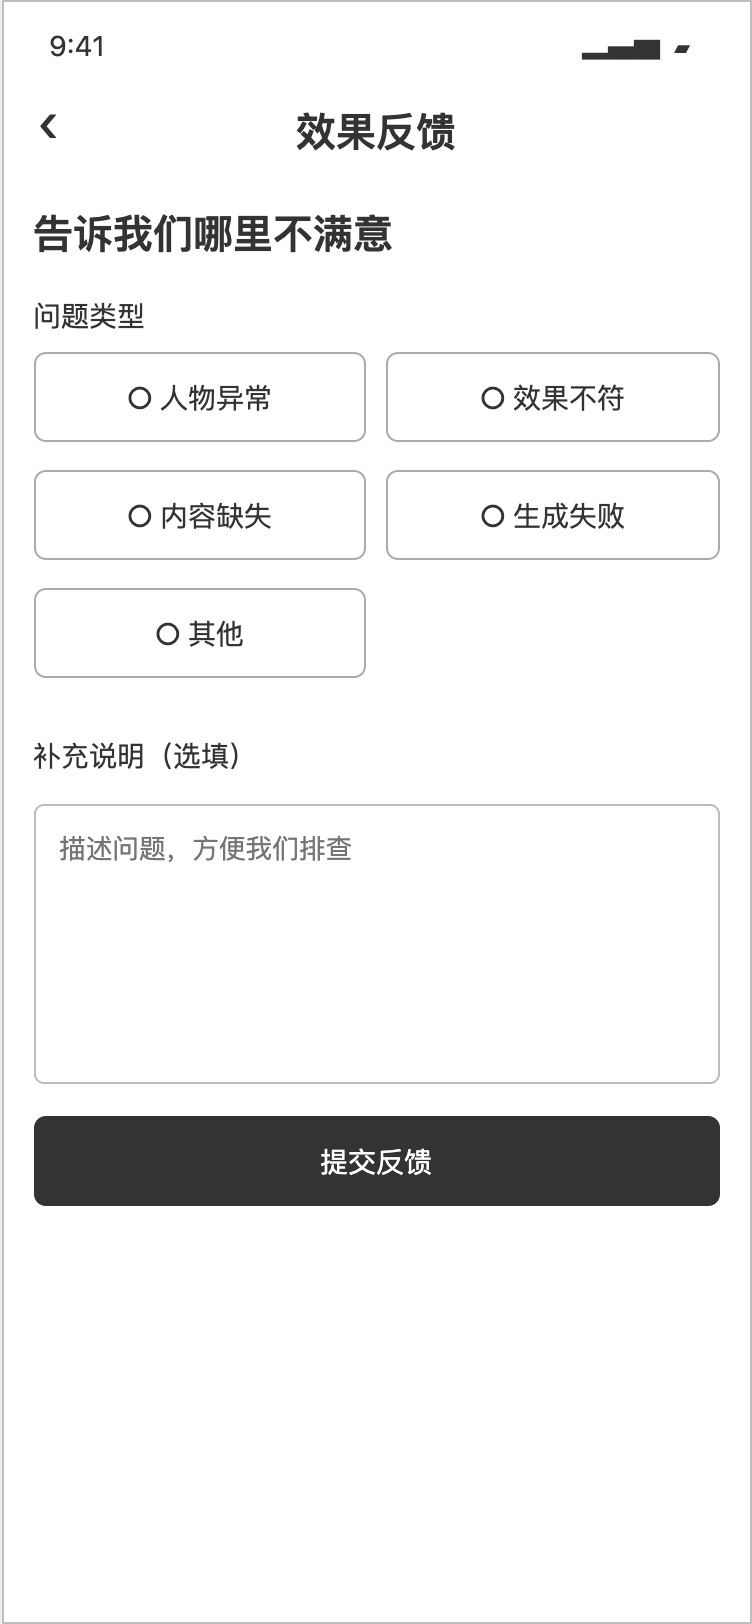 9:41
效果反馈
告诉我们哪里不满意
问题类型
人物异常
效果不符
内容缺失
生成失败
其他
补充说明（选填）
描述问题，方便我们排查
提交反馈